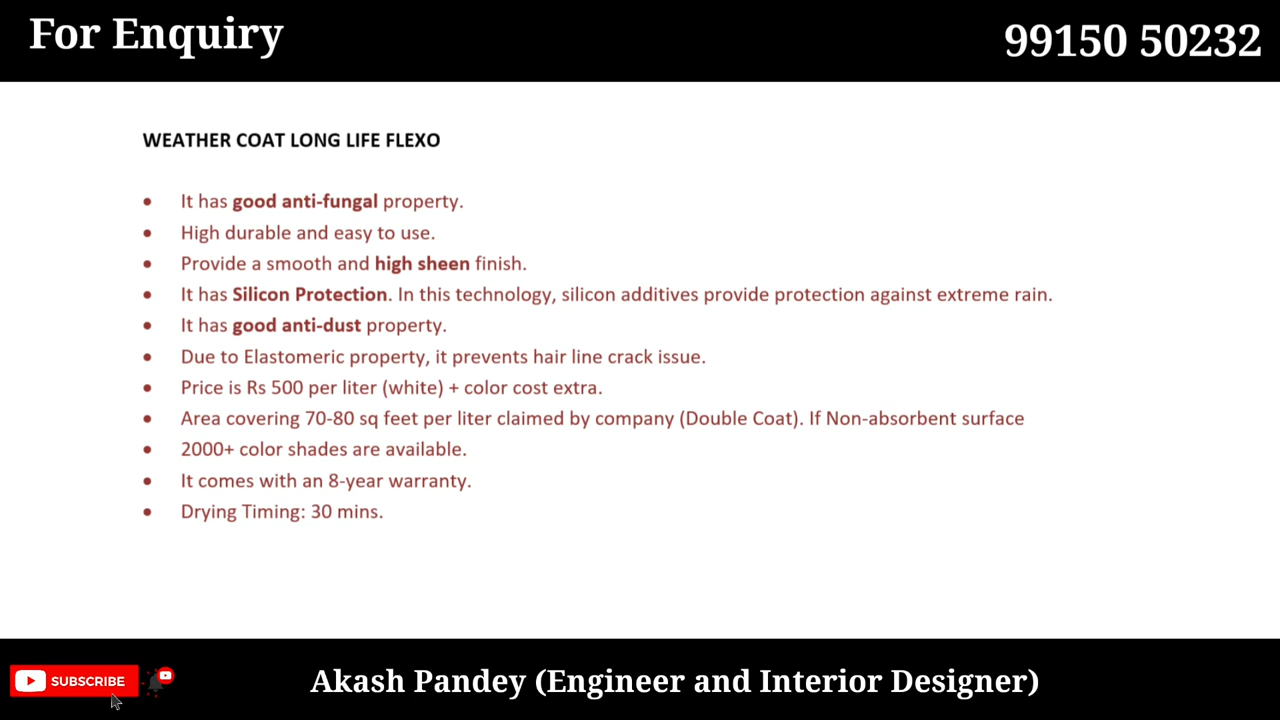 For Enquiry
99150 50232
WEATHER COAT LONG LIFE FLEXO
• It has good anti-fungal property.
• High durable and easy to use.
• Provide a smooth and high sheen finish.
• It has Silicon Protection. In this technology, silicon additives provide protection against extreme rain.
• It has good anti-dust property.
• Due to Elastomeric property, it prevents hair line crack issue.
• Price is Rs 500 per liter (white) + color cost extra.
• Area covering 70-80 sq feet per liter claimed by company (Double Coat). If Non-absorbent surface
• 2000+ color shades are available.
• It comes with an 8-year warranty.
• Drying Timing: 30 mins.
SUBSCRIBE
Akash Pandey (Engineer and Interior Designer)